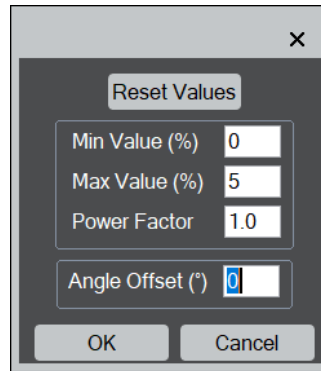 Reset Values
Min Value (%) 0
Max Value (%) 5
Power Factor 1.0
Angle Offset (°) 0
OK Cancel